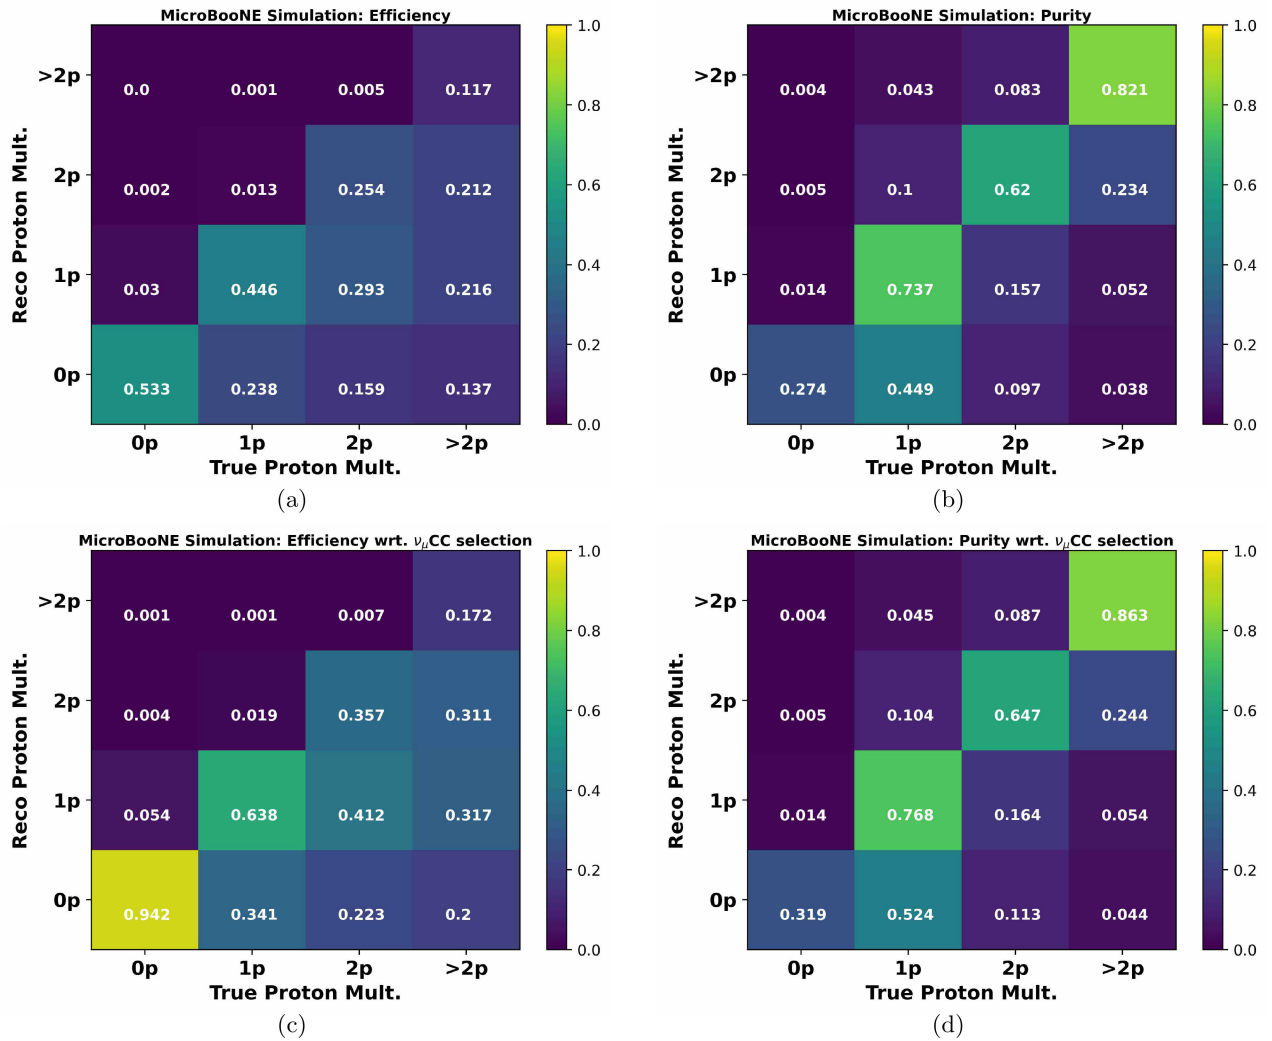 MicroBooNE Simulation: Efficiency
>2p 0.0 0.001 0.005 0.117
2p 0.002 0.013 0.254 0.212
1p 0.03 0.446 0.293 0.216
0p 0.533 0.238 0.159 0.137
0p 1p 2p >2p
True Proton Mult.
Reco Proton Mult.
1.0
0.8
0.6
0.4
0.2
0.0
(a)
MicroBooNE Simulation: Purity
>2p 0.004 0.043 0.083 0.821
2p 0.005 0.1 0.62 0.234
1p 0.014 0.737 0.157 0.052
0p 0.274 0.449 0.097 0.038
0p 1p 2p >2p
True Proton Mult.
Reco Proton Mult.
1.0
0.8
0.6
0.4
0.2
0.0
(b)
MicroBooNE Simulation: Efficiency wrt. νμCC selection
>2p 0.001 0.001 0.007 0.172
2p 0.004 0.019 0.357 0.311
1p 0.054 0.638 0.412 0.317
0p 0.942 0.341 0.223 0.2
0p 1p 2p >2p
True Proton Mult.
Reco Proton Mult.
1.0
0.8
0.6
0.4
0.2
0.0
(c)
MicroBooNE Simulation: Purity wrt. νμCC selection
>2p 0.004 0.045 0.087 0.863
2p 0.005 0.104 0.647 0.244
1p 0.014 0.768 0.164 0.054
0p 0.319 0.524 0.113 0.044
0p 1p 2p >2p
True Proton Mult.
Reco Proton Mult.
1.0
0.8
0.6
0.4
0.2
0.0
(d)